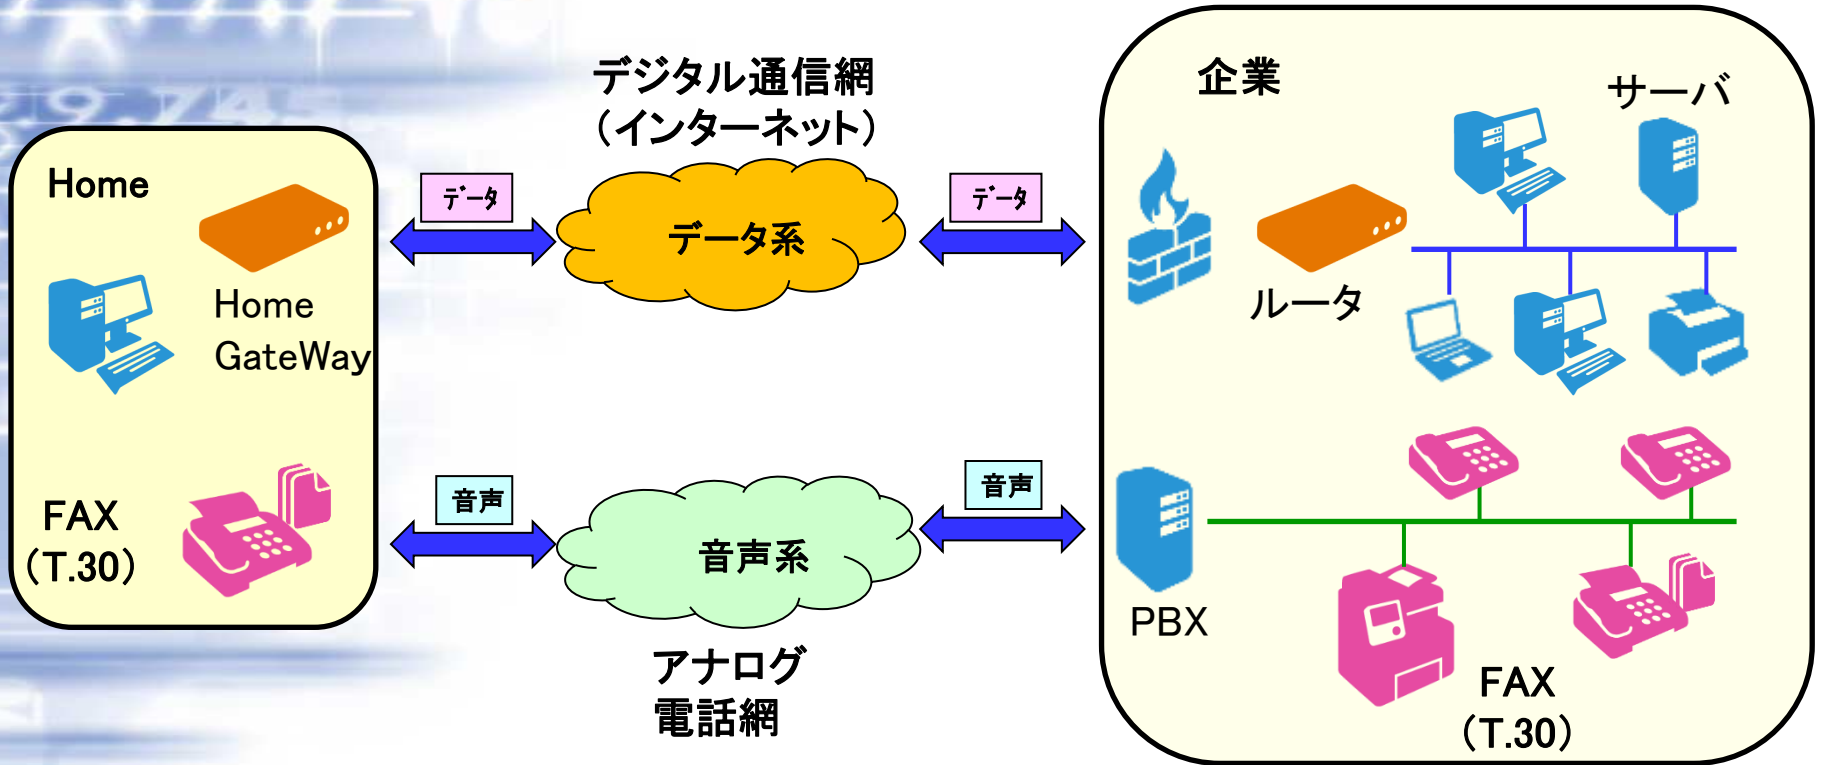 デジタル通信網
（インターネット）
企業
サーバ
Home
データ
データ系
データ
Home
GateWay
ルータ
FAX
（T.30）
音声
音声系
音声
PBX
アナログ
電話網
FAX
（T.30）